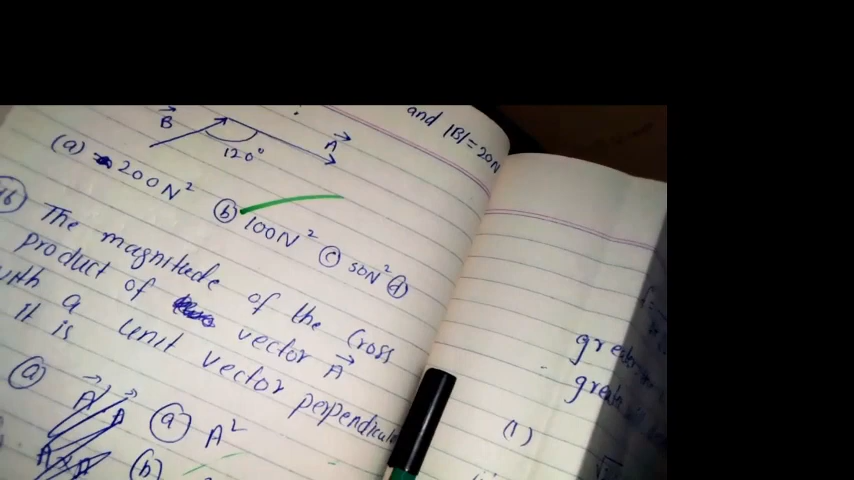 and |B| = 20N
B
A
120°
(a) 200N² (b) 100N² (c) 50N² (d)
16 The magnitude of the cross
product of vector A
with a unit vector perpendicular
it is
(a)
(a) A²
(b)
(1)